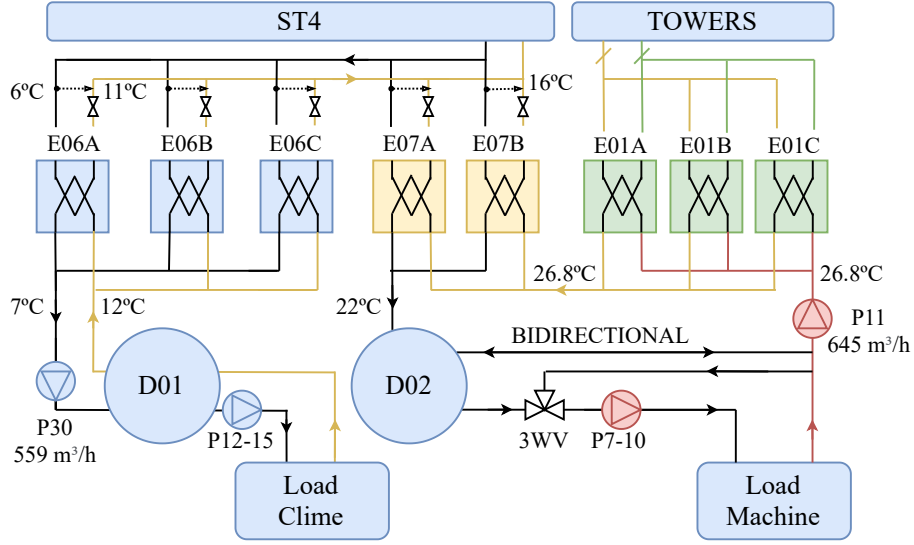 ST4
TOWERS
6ºC
11ºC
16ºC
E06A
E06B
E06C
E07A
E07B
E01A
E01B
E01C
7ºC
12ºC
22ºC
26.8ºC
26.8ºC
P11
645 m³/h
BIDIRECTIONAL
D01
D02
P30
559 m³/h
P12-15
3WV
P7-10
Load
Clime
Load
Machine